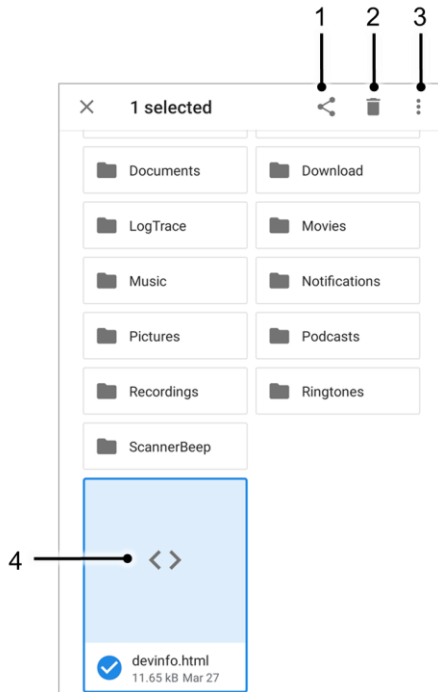 1 2 3
1 selected
Documents Download
LogTrace Movies
Music Notifications
Pictures Podcasts
Recordings Ringtones
ScannerBeep
4
devinfo.html
11.65 kB Mar 27